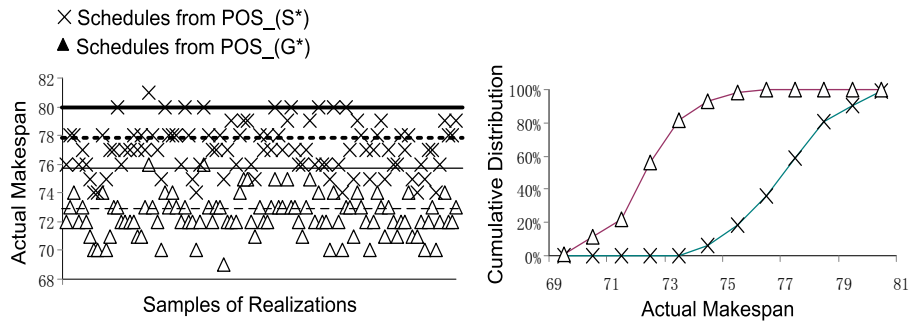 Schedules from POS_(S*)
Schedules from POS_(G*)
Actual Makespan
82
80
78
76
74
72
70
68
Samples of Realizations
Cumulative Distribution
100%
80%
60%
40%
20%
0%
69 71 73 75 77 79 81
Actual Makespan